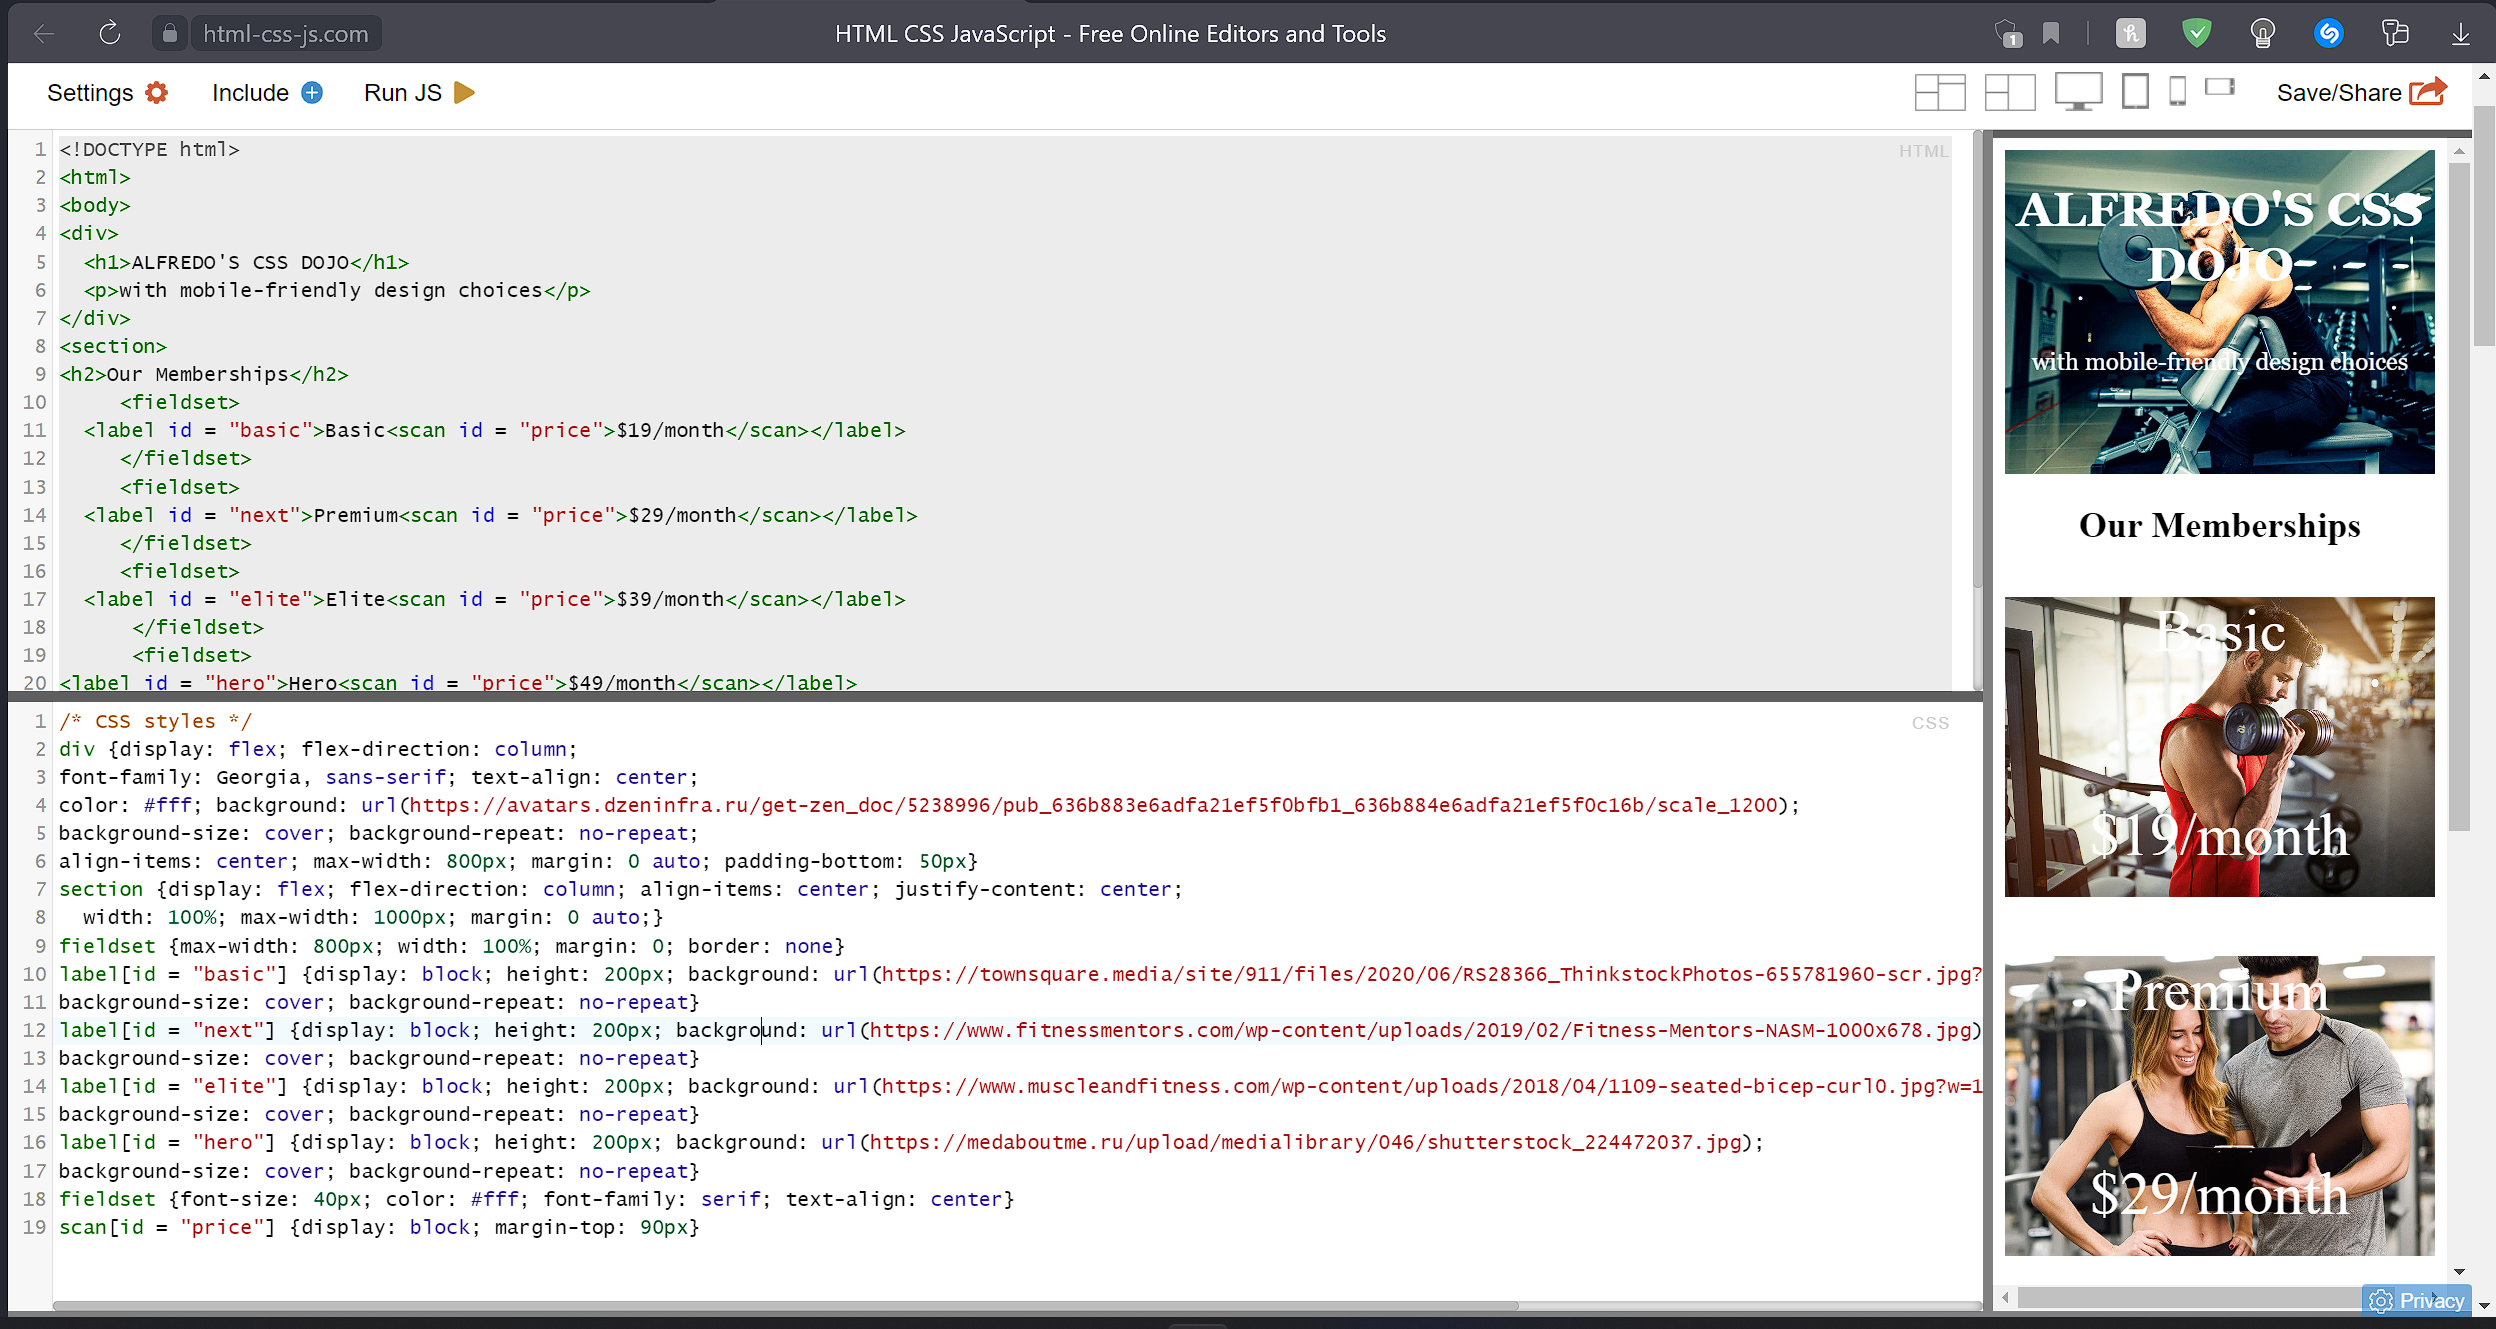 html-css-js.com
HTML CSS JavaScript - Free Online Editors and Tools
1
Settings
Include
Run JS
Save/Share
HTML
1 <!DOCTYPE html>
2 <html>
3 <body>
4 <div>
5 <h1>ALFREDO'S CSS DOJO</h1>
6 <p>with mobile-friendly design choices</p>
7 </div>
8 <section>
9 <h2>Our Memberships</h2>
10 <fieldset>
11 <label id = "basic">Basic<scan id = "price">$19/month</scan></label>
12 </fieldset>
13 <fieldset>
14 <label id = "next">Premium<scan id = "price">$29/month</scan></label>
15 </fieldset>
16 <fieldset>
17 <label id = "elite">Elite<scan id = "price">$39/month</scan></label>
18 </fieldset>
19 <fieldset>
20 <label id = "hero">Hero<scan id = "price">$49/month</scan></label>
CSS
1 /* CSS styles */
2 div {display: flex; flex-direction: column;
3 font-family: Georgia, sans-serif; text-align: center;
4 color: #fff; background: url(https://avatars.dzeninfra.ru/get-zen_doc/5238996/pub_636b883e6adfa21ef5f0bfb1_636b884e6adfa21ef5f0c16b/scale_1200);
5 background-size: cover; background-repeat: no-repeat;
6 align-items: center; max-width: 800px; margin: 0 auto; padding-bottom: 50px}
7 section {display: flex; flex-direction: column; align-items: center; justify-content: center;
8 width: 100%; max-width: 1000px; margin: 0 auto;}
9 fieldset {max-width: 800px; width: 100%; margin: 0; border: none}
10 label[id = "basic"] {display: block; height: 200px; background: url(https://townsquare.media/site/911/files/2020/06/RS28366_ThinkstockPhotos-655781960-scr.jpg?
11 background-size: cover; background-repeat: no-repeat}
12 label[id = "next"] {display: block; height: 200px; background: url(https://www.fitnessmentors.com/wp-content/uploads/2019/02/Fitness-Mentors-NASM-1000x678.jpg)
13 background-size: cover; background-repeat: no-repeat}
14 label[id = "elite"] {display: block; height: 200px; background: url(https://www.muscleandfitness.com/wp-content/uploads/2018/04/1109-seated-bicep-curl0.jpg?w=1
15 background-size: cover; background-repeat: no-repeat}
16 label[id = "hero"] {display: block; height: 200px; background: url(https://medaboutme.ru/upload/medialibrary/046/shutterstock_224472037.jpg);
17 background-size: cover; background-repeat: no-repeat}
18 fieldset {font-size: 40px; color: #fff; font-family: serif; text-align: center}
19 scan[id = "price"] {display: block; margin-top: 90px}
ALFREDO'S CSS
DOJO
with mobile-friendly design choices
Our Memberships
Basic
$19/month
Premium
$29/month
Privacy